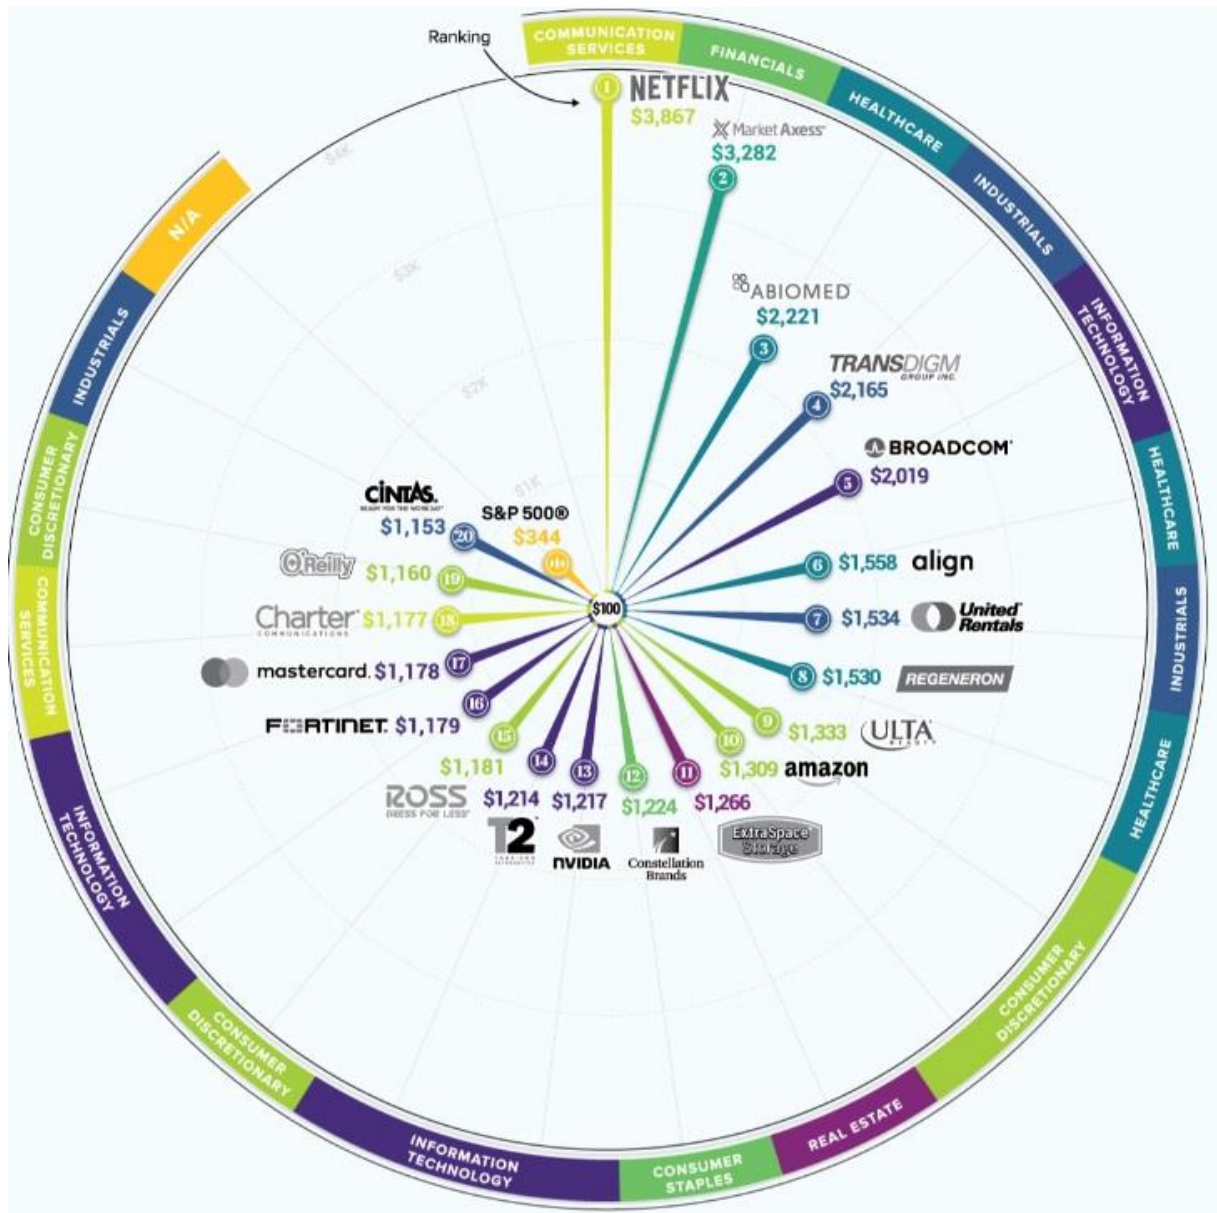 Ranking
COMMUNICATION
SERVICES
FINANCIALS
HEALTHCARE
INDUSTRIALS
INFORMATION
TECHNOLOGY
HEALTHCARE
INDUSTRIALS
HEALTHCARE
CONSUMER
DISCRETIONARY
REAL ESTATE
CONSUMER
STAPLES
INFORMATION
TECHNOLOGY
CONSUMER
DISCRETIONARY
INFORMATION
TECHNOLOGY
COMMUNICATION
SERVICES
CONSUMER
DISCRETIONARY
INDUSTRIALS
N/A
$4K
$3K
$2K
$1K
$100
1
NETFLIX
$3,867
2
MarketAxess
$3,282
3
ABIOMED
$2,221
4
TRANSDIGM
GROUP INC.
$2,165
5
BROADCOM
$2,019
6
$1,558 align
7
$1,534 United
Rentals
8
$1,530 REGENERON
9
$1,333 ULTA
BEAUTY
10
$1,309 amazon
11
$1,266
ExtraSpace
Storage
12
$1,224
Constellation
Brands
13
$1,217
NVIDIA
14
$1,214
T2
15
$1,181
ROSS
DRESS FOR LESS
16
FORTINET $1,179
17
mastercard. $1,178
18
Charter $1,177
COMMUNICATIONS
19
O'Reilly $1,160
20
CINTAS
READY FOR THE WORKDAY
$1,153
S&P 500®
$344